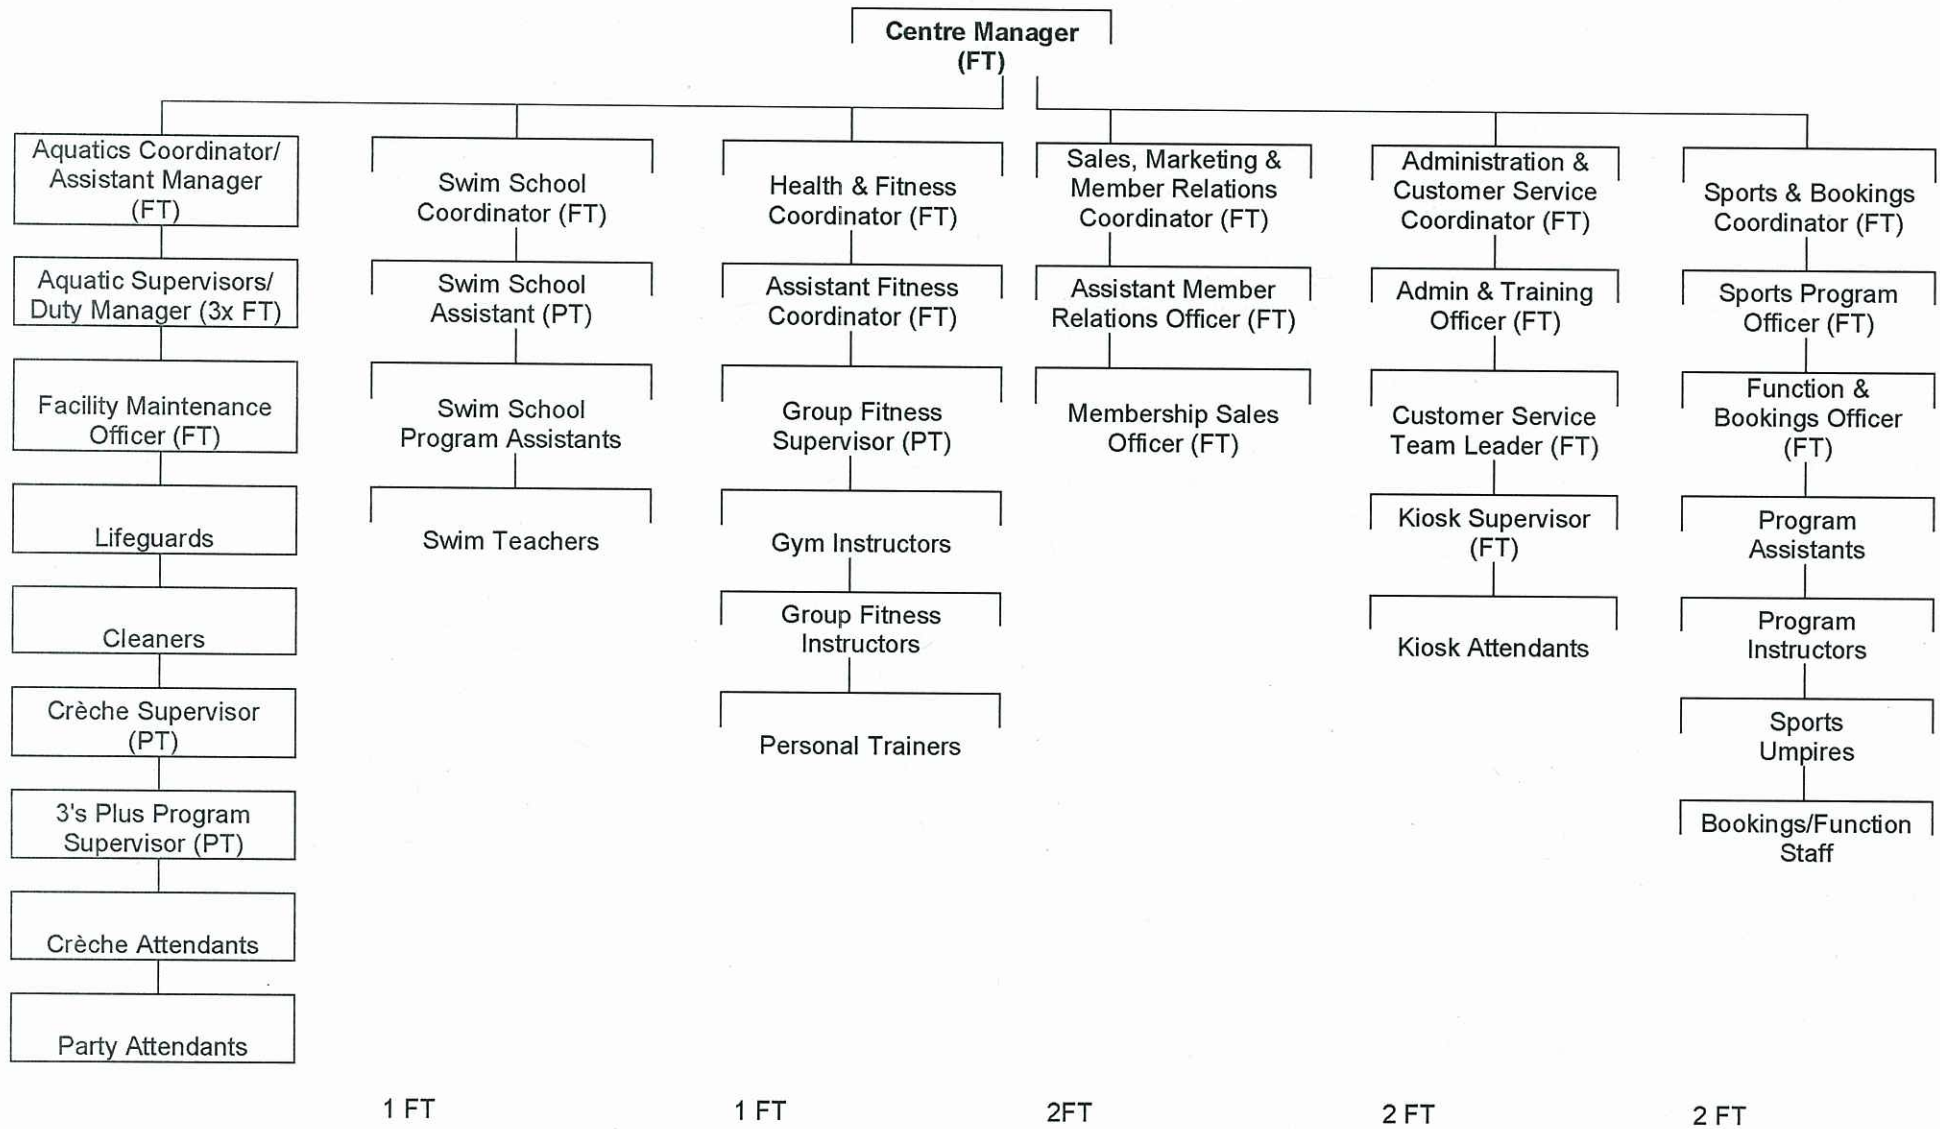 Centre Manager
(FT)
Aquatics Coordinator/
Assistant Manager
(FT)
Aquatic Supervisors/
Duty Manager (3x FT)
Facility Maintenance
Officer (FT)
Lifeguards
Cleaners
Crèche Supervisor
(PT)
3's Plus Program
Supervisor (PT)
Crèche Attendants
Party Attendants
Swim School
Coordinator (FT)
Swim School
Assistant (PT)
Swim School
Program Assistants
Swim Teachers
1 FT
Health & Fitness
Coordinator (FT)
Assistant Fitness
Coordinator (FT)
Group Fitness
Supervisor (PT)
Gym Instructors
Group Fitness
Instructors
Personal Trainers
1 FT
Sales, Marketing &
Member Relations
Coordinator (FT)
Assistant Member
Relations Officer (FT)
Membership Sales
Officer (FT)
2FT
Administration &
Customer Service
Coordinator (FT)
Admin & Training
Officer (FT)
Customer Service
Team Leader (FT)
Kiosk Supervisor
(FT)
Kiosk Attendants
2 FT
Sports & Bookings
Coordinator (FT)
Sports Program
Officer (FT)
Function &
Bookings Officer
(FT)
Program
Assistants
Program
Instructors
Sports
Umpires
Bookings/Function
Staff
2 FT